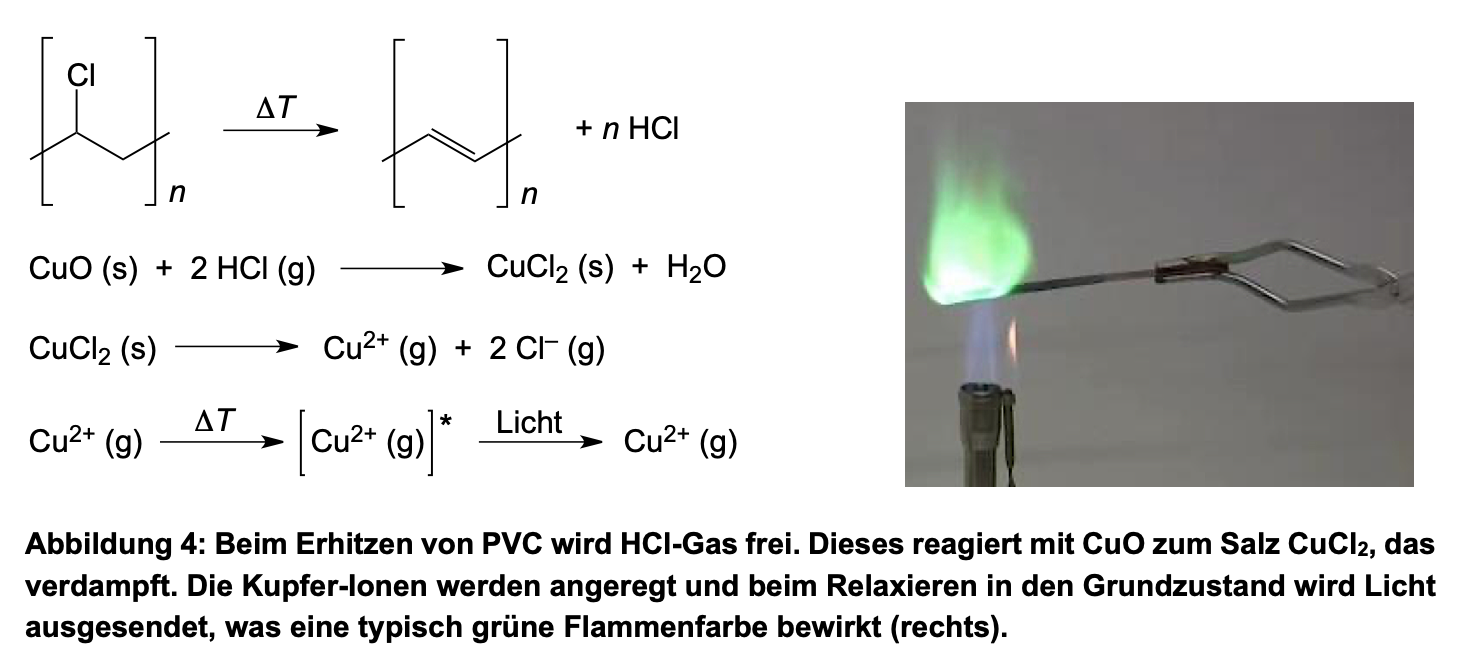 Cl
ΔT
+ n HCl
n
n
CuO (s) + 2 HCl (g) CuCl₂ (s) + H₂O
CuCl₂ (s) Cu²⁺ (g) + 2 Cl⁻ (g)
Cu²⁺ (g) ΔT [Cu²⁺ (g)]* Licht Cu²⁺ (g)
Abbildung 4: Beim Erhitzen von PVC wird HCl-Gas frei. Dieses reagiert mit CuO zum Salz CuCl₂, das
verdampft. Die Kupfer-Ionen werden angeregt und beim Relaxieren in den Grundzustand wird Licht
ausgesendet, was eine typisch grüne Flammenfarbe bewirkt (rechts).